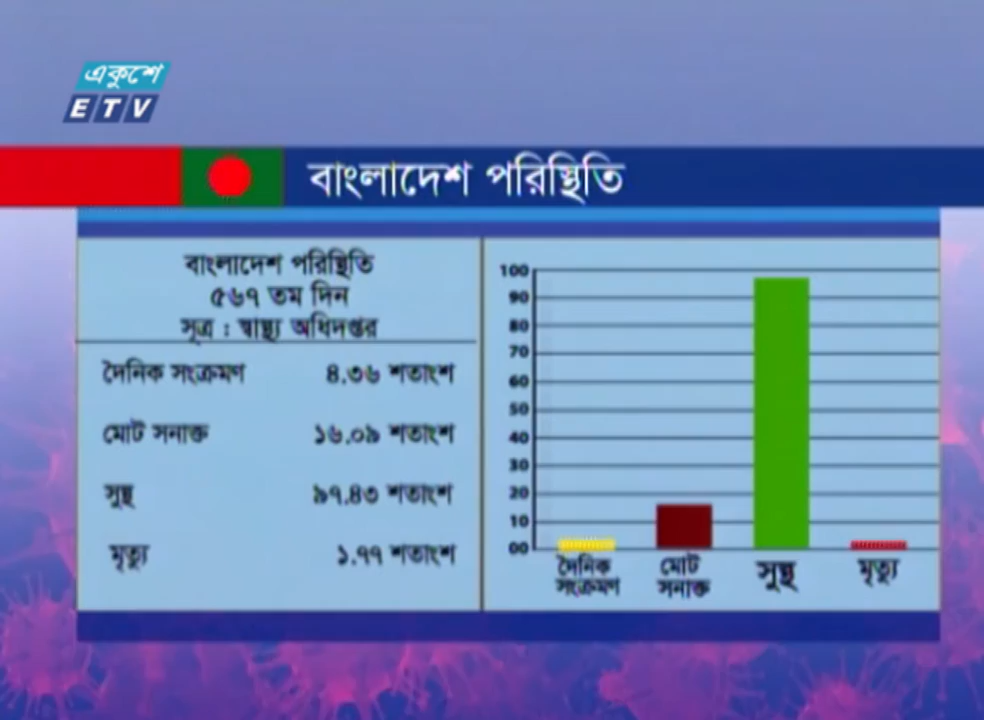 একুশে
ETV
বাংলাদেশ পরিস্থিতি
বাংলাদেশ পরিস্থিতি
৫৬৭ তম দিন
সূত্র : স্বাস্থ্য অধিদপ্তর
দৈনিক সংক্রমণ ৪.৩৬ শতাংশ
মোট সনাক্ত ১৬.০৯ শতাংশ
সুস্থ ৯৭.৪৩ শতাংশ
মৃত্যু ১.৭৭ শতাংশ
100
90
80
70
60
50
40
30
20
10
00
দৈনিক সংক্রমণ
মোট সনাক্ত
সুস্থ
মৃত্যু